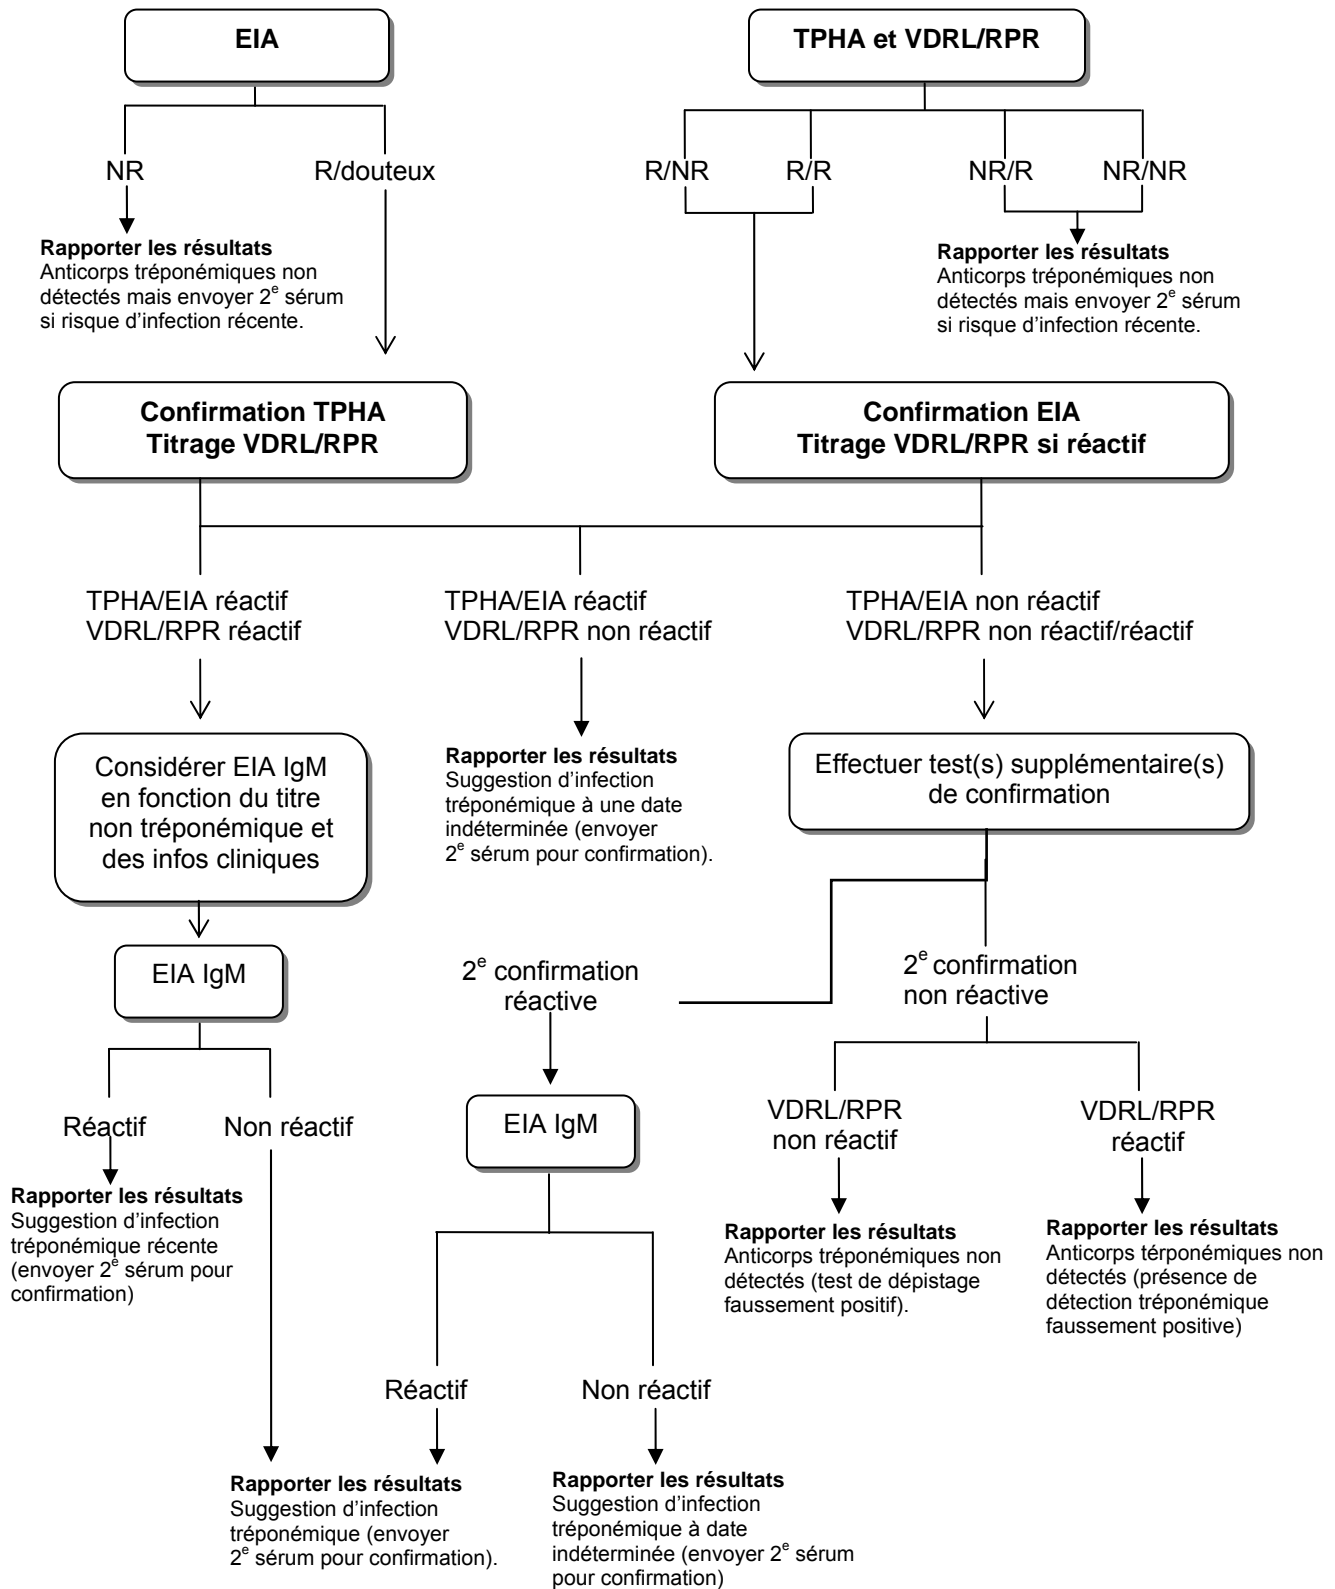 EIA
TPHA et VDRL/RPR
NR
R/douteux
R/NR
R/R
NR/R
NR/NR
Rapporter les résultats
Anticorps tréponémiques non
détectés mais envoyer 2e sérum
si risque d'infection récente.
Rapporter les résultats
Anticorps tréponémiques non
détectés mais envoyer 2e sérum
si risque d'infection récente.
Confirmation TPHA
Titrage VDRL/RPR
Confirmation EIA
Titrage VDRL/RPR si réactif
TPHA/EIA réactif
VDRL/RPR réactif
TPHA/EIA réactif
VDRL/RPR non réactif
TPHA/EIA non réactif
VDRL/RPR non réactif/réactif
Considérer EIA IgM
en fonction du titre
non tréponémique et
des infos cliniques
Rapporter les résultats
Suggestion d'infection
tréponémique à une date
indéterminée (envoyer
2e sérum pour confirmation).
Effectuer test(s) supplémentaire(s)
de confirmation
EIA IgM
2e confirmation
réactive
2e confirmation
non réactive
Réactif
Non réactif
EIA IgM
VDRL/RPR
non réactif
VDRL/RPR
réactif
Rapporter les résultats
Suggestion d'infection
tréponémique récente
(envoyer 2e sérum pour
confirmation)
Rapporter les résultats
Anticorps tréponémiques non
détectés (test de dépistage
faussement positif).
Rapporter les résultats
Anticorps térponémiques non
détectés (présence de
détection tréponémique
faussement positive)
Réactif
Non réactif
Rapporter les résultats
Suggestion d'infection
tréponémique (envoyer
2e sérum pour confirmation).
Rapporter les résultats
Suggestion d'infection
tréponémique à date
indéterminée (envoyer 2e sérum
pour confirmation)